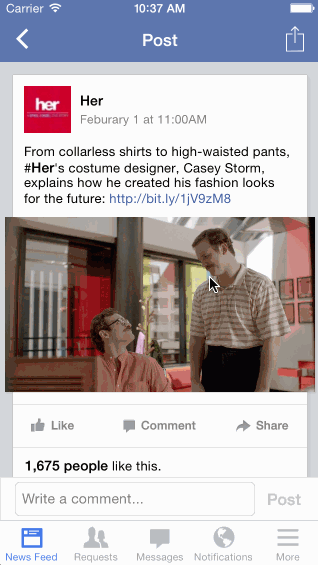 Carrier 10:37 AM
Post
her
Her
Feburary 1 at 11:00AM
From collarless shirts to high-waisted pants,
#Her's costume designer, Casey Storm,
explains how he created his fashion looks
for the future: http://bit.ly/1jV9zM8
Like Comment Share
1,675 people like this.
Write a comment... Post
News Feed Requests Messages Notifications More